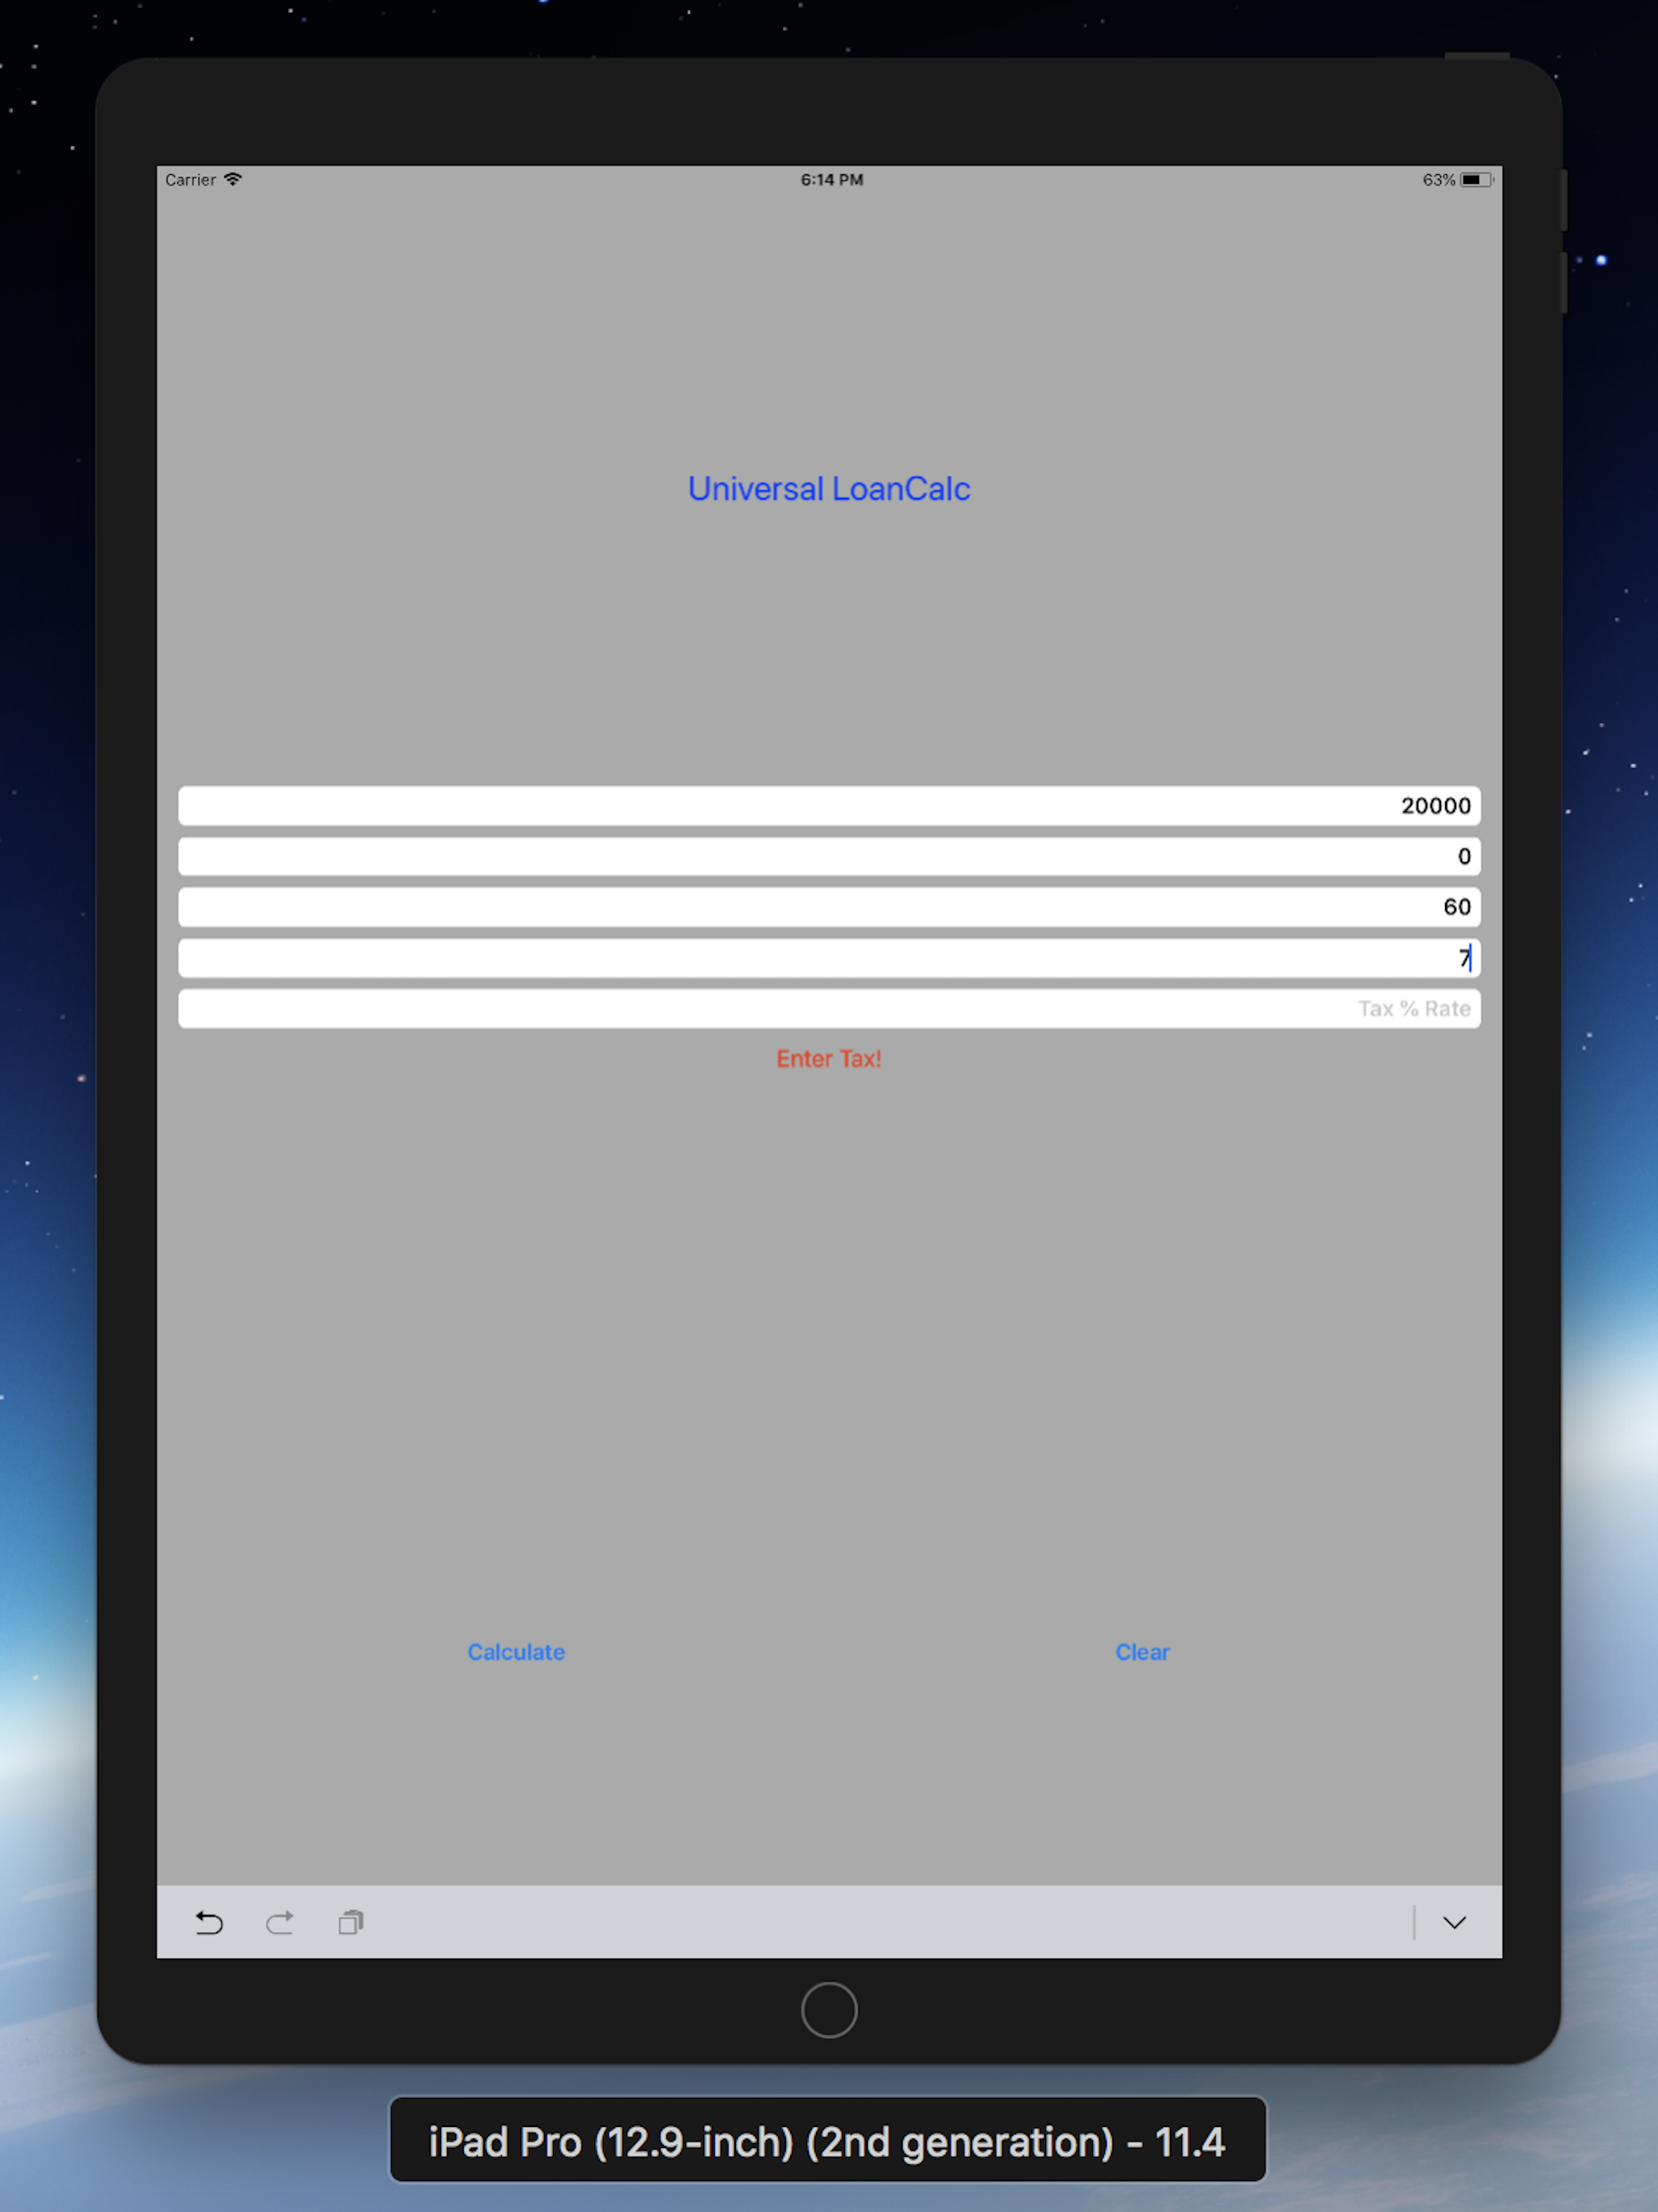 Carrier 6:14 PM 63%
Universal LoanCalc
20000
0
60
7
Tax % Rate
Enter Tax!
Calculate Clear
iPad Pro (12.9-inch) (2nd generation) - 11.4